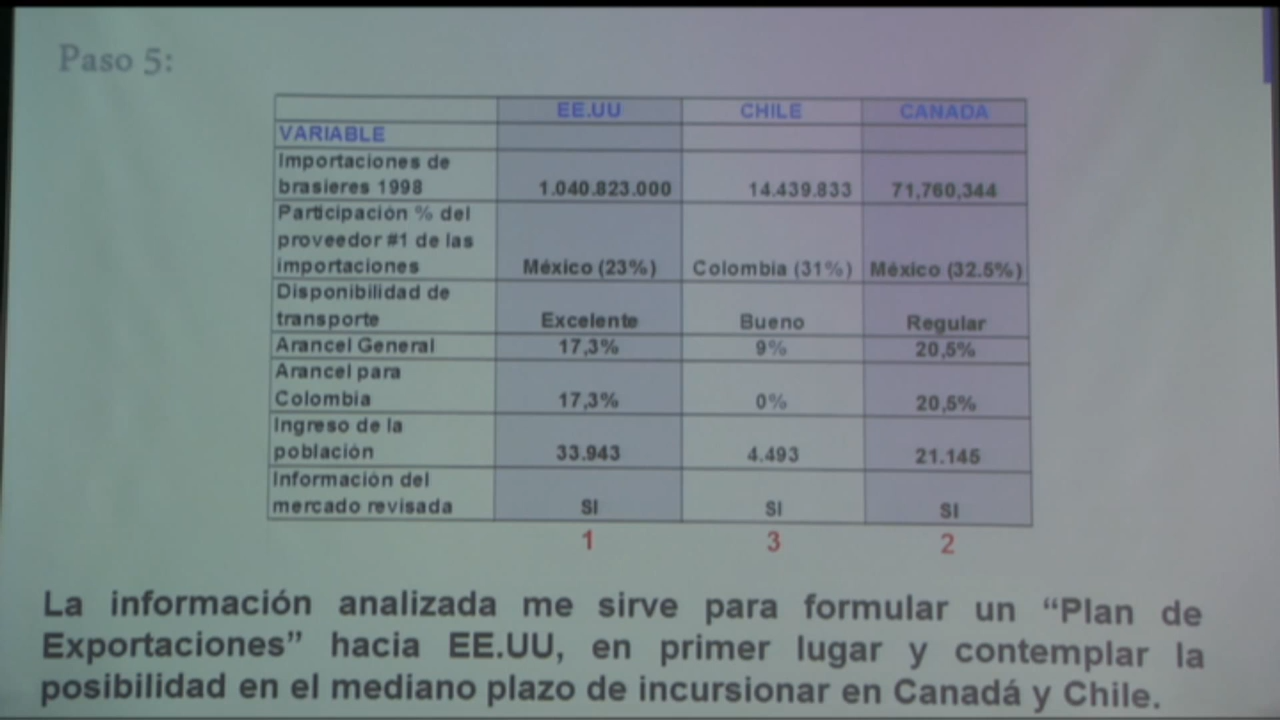 Paso 5:
EE.UU CHILE CANADA
VARIABLE
Importaciones de
brasieres 1998 1.040.823.000 14.439.833 71,760,344
Participación % del
proveedor #1 de las
importaciones México (23%) Colombia (31%) México (32.5%)
Disponibilidad de
transporte Excelente Bueno Regular
Arancel General 17,3% 9% 20,5%
Arancel para
Colombia 17,3% 0% 20,5%
Ingreso de la
población 33.943 4.493 21.145
Información del
mercado revisada SI SI SI
1 3 2
La información analizada me sirve para formular un “Plan de
Exportaciones” hacia EE.UU, en primer lugar y contemplar la
posibilidad en el mediano plazo de incursionar en Canadá y Chile.